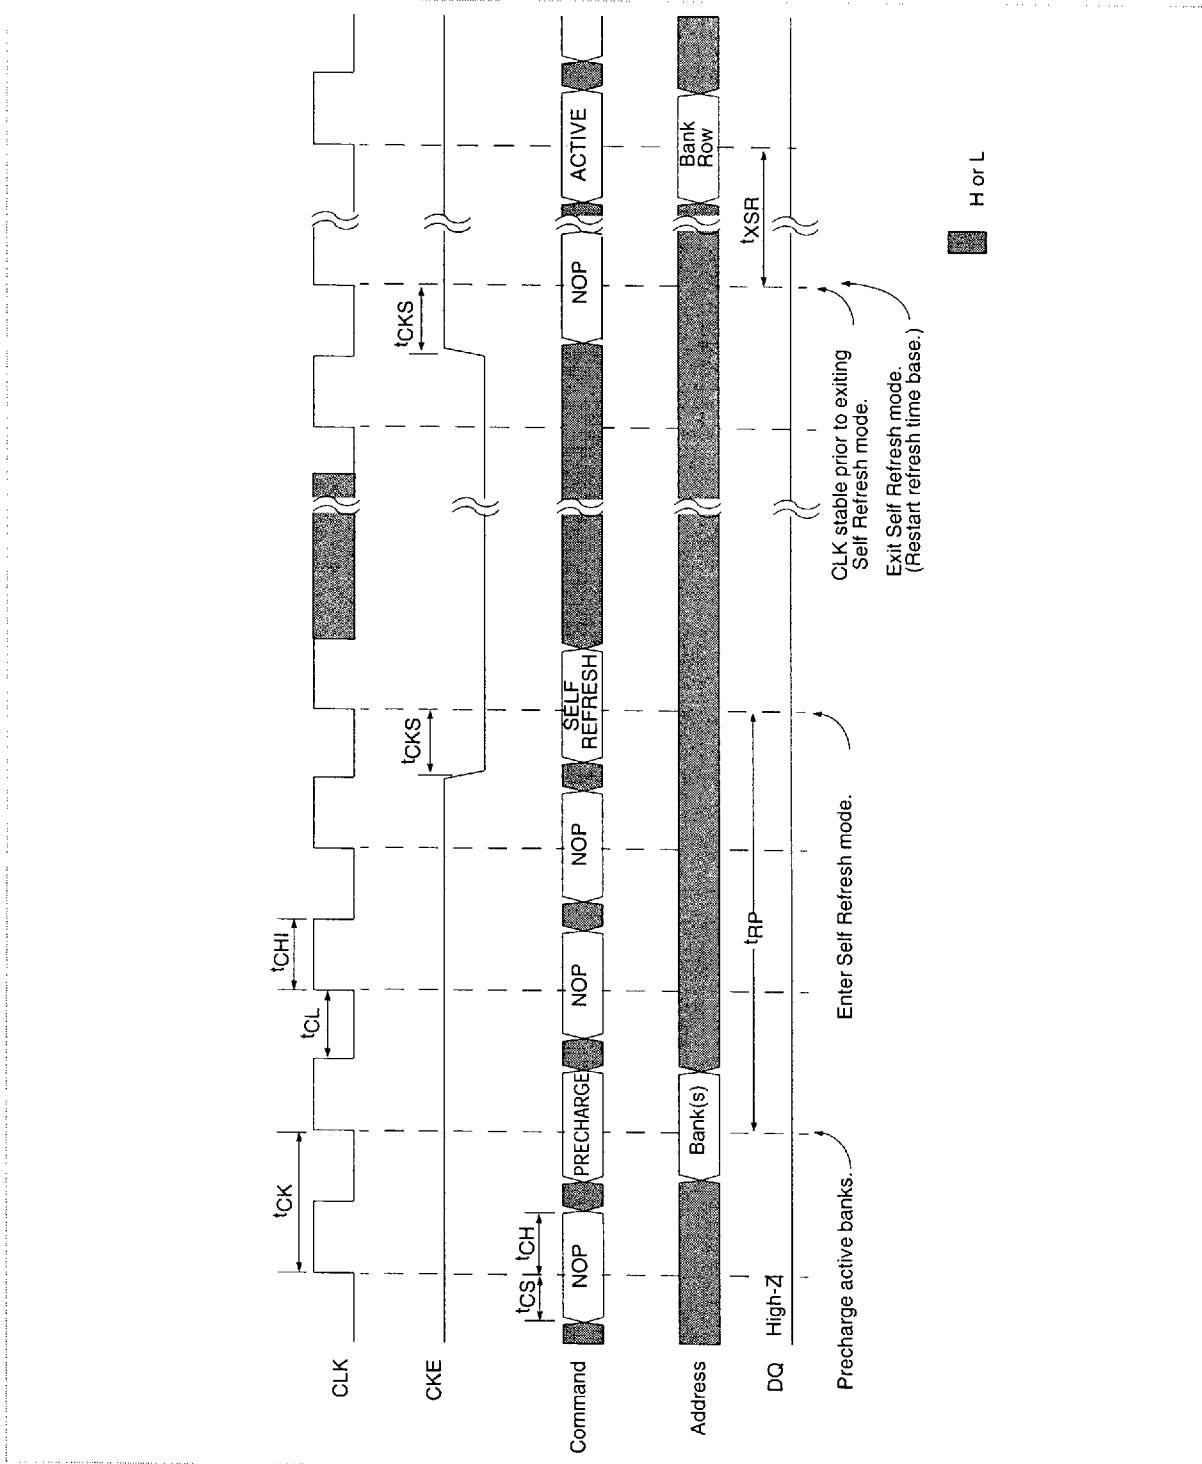 CLK
tCK
tCL
tCHI
CKE
tCKS
tCKS
Command
tCS
tCH
NOP
PRECHARGE
NOP
NOP
SELF
REFRESH
NOP
ACTIVE
Address
Bank(s)
Bank
Row
DQ
High-Z
tRP
tXSR
Precharge active banks.
Enter Self Refresh mode.
CLK stable prior to exiting
Self Refresh mode.
Exit Self Refresh mode.
(Restart refresh time base.)
H or L